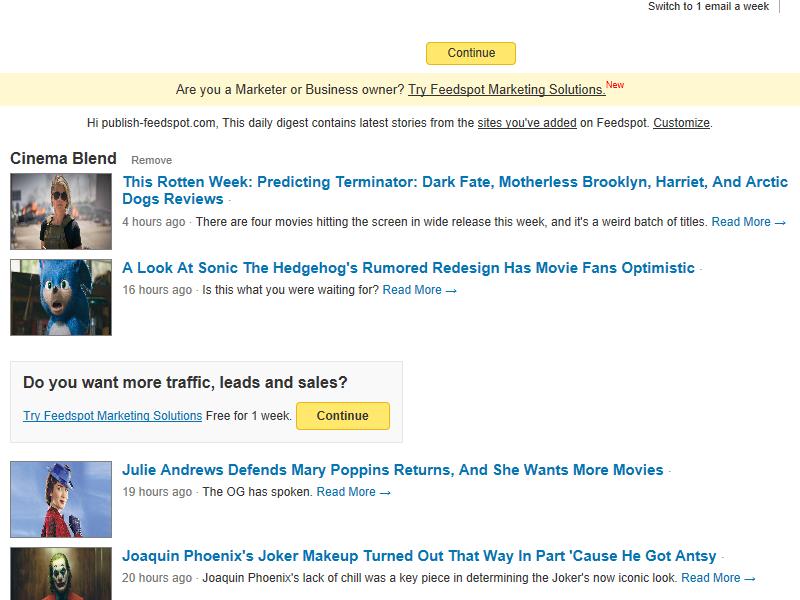 Switch to 1 email a week
Continue
Are you a Marketer or Business owner? Try Feedspot Marketing Solutions. New
Hi publish-feedspot.com, This daily digest contains latest stories from the sites you've added on Feedspot. Customize.
Cinema Blend Remove
This Rotten Week: Predicting Terminator: Dark Fate, Motherless Brooklyn, Harriet, And Arctic
Dogs Reviews ·
4 hours ago · There are four movies hitting the screen in wide release this week, and it's a weird batch of titles. Read More →
A Look At Sonic The Hedgehog's Rumored Redesign Has Movie Fans Optimistic ·
16 hours ago · Is this what you were waiting for? Read More →
Do you want more traffic, leads and sales?
Try Feedspot Marketing Solutions Free for 1 week. Continue
Julie Andrews Defends Mary Poppins Returns, And She Wants More Movies ·
19 hours ago · The OG has spoken. Read More →
Joaquin Phoenix's Joker Makeup Turned Out That Way In Part 'Cause He Got Antsy ·
20 hours ago · Joaquin Phoenix's lack of chill was a key piece in determining the Joker's now iconic look. Read More →